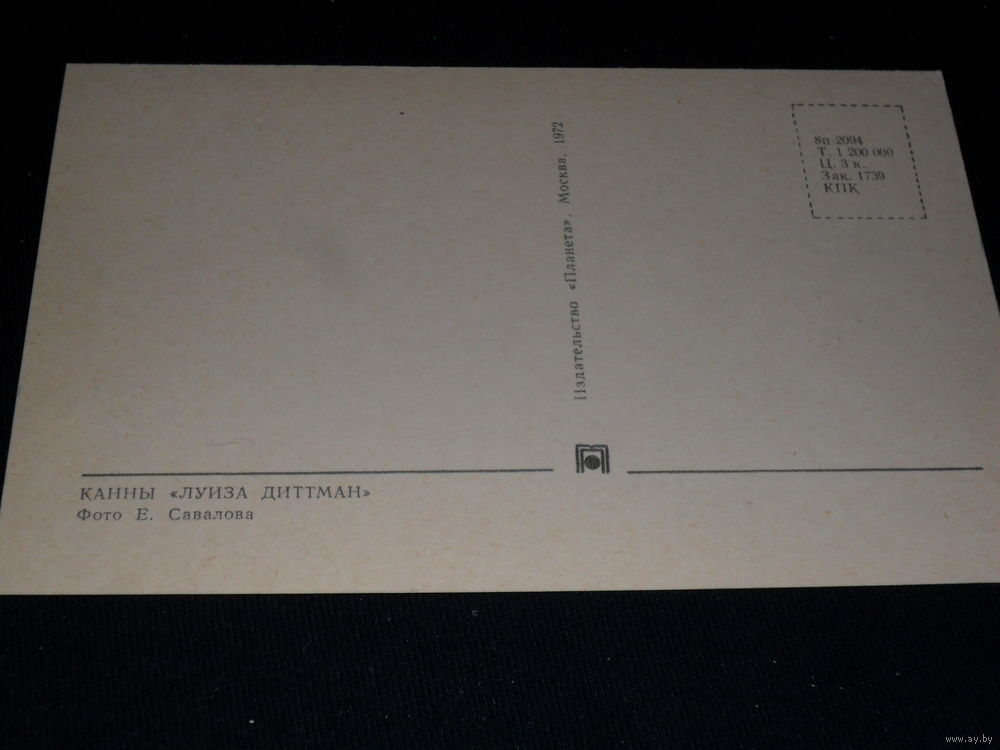 8п-2094
Т. 1 200 000
Ц. 3 к.
Зак. 1739
КПК
Издательство «Планета». Москва, 1972
КАННЫ «ЛУИЗА ДИТТМАН»
Фото Е. Савалова
www.ay.by